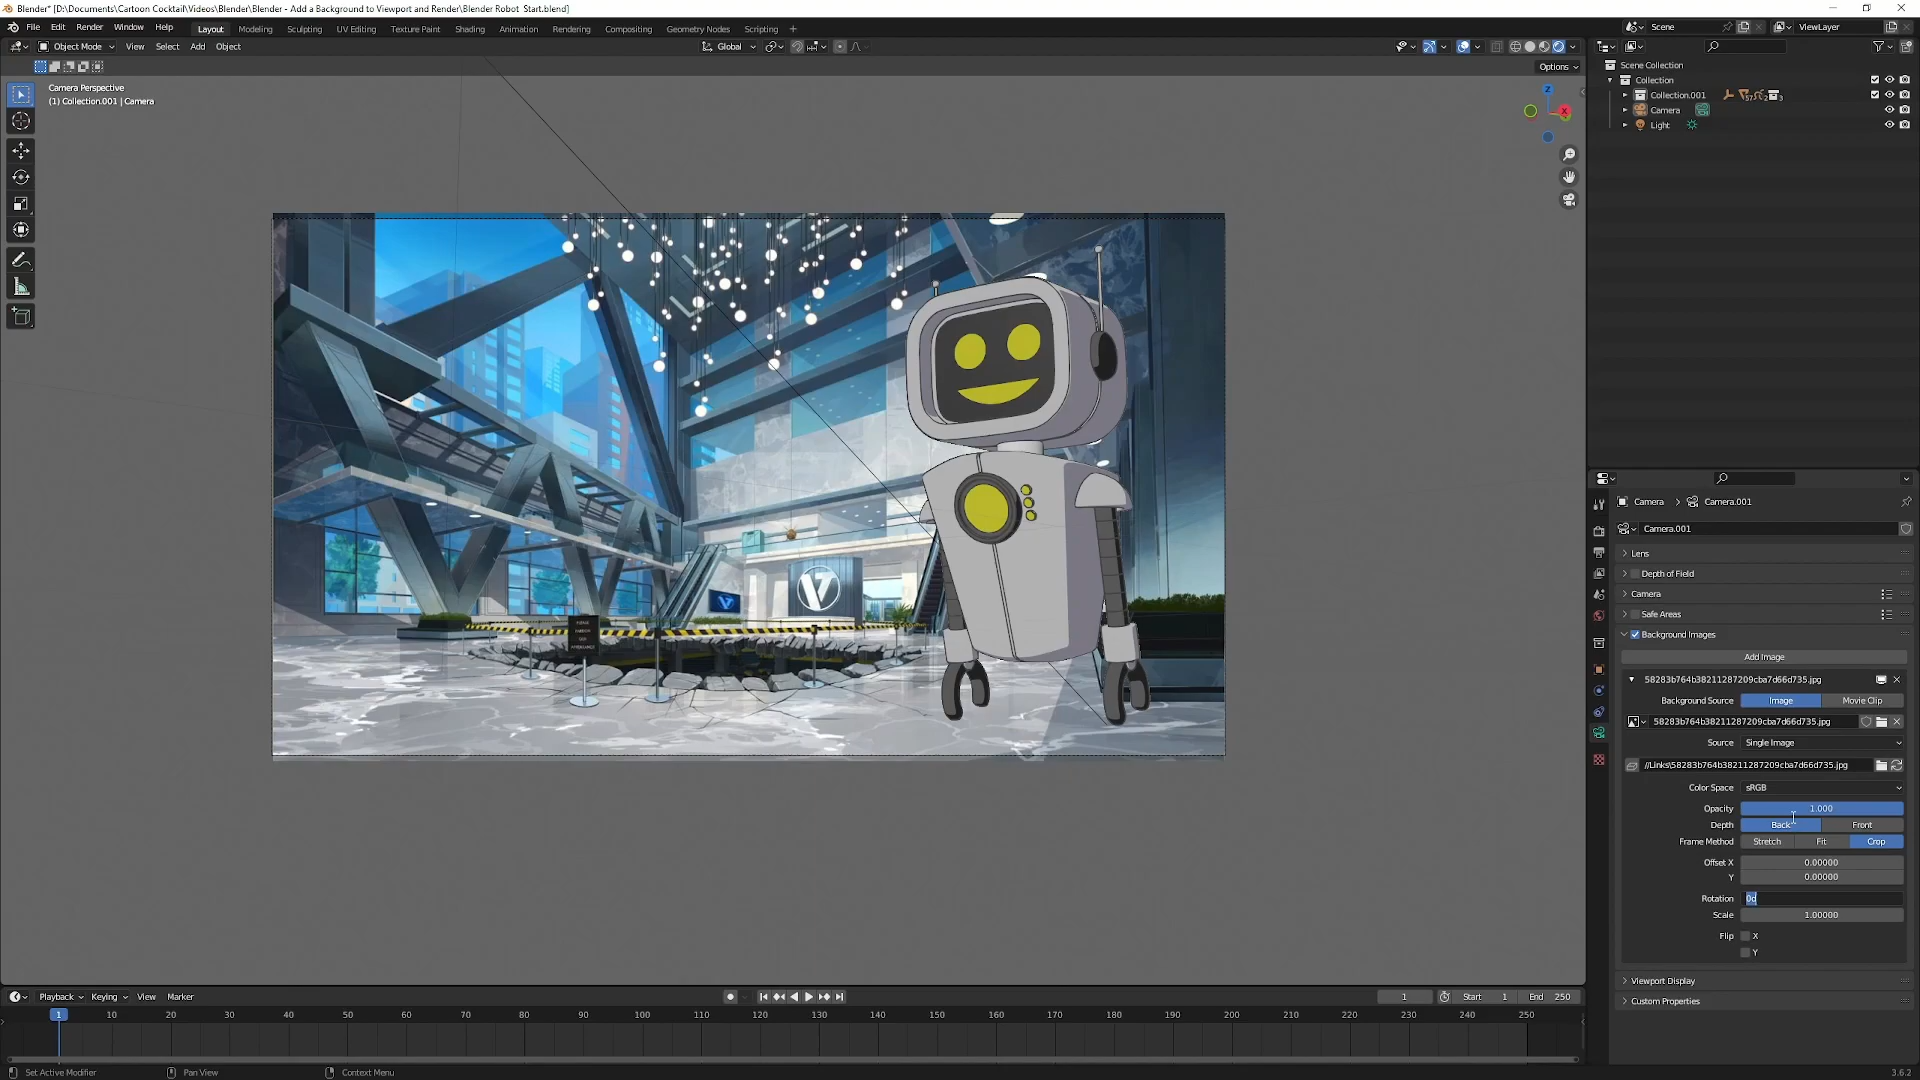 Blender* [D:\Documents\Cartoon Cocktail\Videos\Blender\Blender - Add a Background to Viewport and Render\Blender Robot Start.blend]
File Edit Render Window Help Layout Modeling Sculpting UV Editing Texture Paint Shading Animation Rendering Compositing Geometry Nodes Scripting +
Scene ViewLayer
Object Mode View Select Add Object Global
Options
Camera Perspective
(1) Collection.001 | Camera
Z
X
Scene Collection
Collection
Collection.001
Camera
Light
Camera > Camera.001
Camera.001
Lens
Depth of Field
Camera
Safe Areas
Background Images
Add Image
58283b764b38211287209cba7d66d735.jpg
Background Source Image Movie Clip
58283b764b38211287209cba7d66d735.jpg
Source Single Image
//Links\58283b764b38211287209cba7d66d735.jpg
Color Space sRGB
Opacity 1.000
Depth Back Front
Frame Method Stretch Fit Crop
Offset X 0.00000
Y 0.00000
Rotation 0d
Scale 1.00000
Flip X
Y
Viewport Display
Custom Properties
Playback Keying View Marker 1 Start 1 End 250
1 10 20 30 40 50 60 70 80 90 100 110 120 130 140 150 160 170 180 190 200 210 220 230 240 250
Set Active Modifier Pan View Context Menu 3.6.2